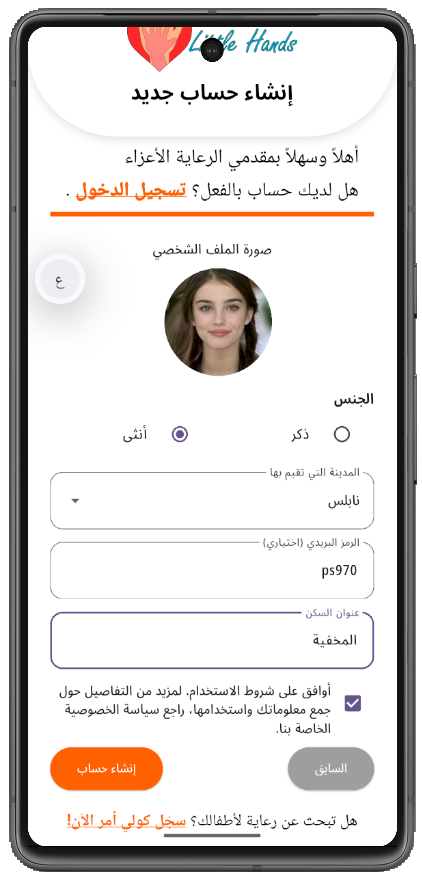 Little Hands
إنشاء حساب جديد
أهلاً وسهلاً بمقدمي الرعاية الأعزاء
هل لديك حساب بالفعل؟ تسجيل الدخول .
صورة الملف الشخصي
ع
الجنس
ذكر
أنثى
المدينة التي تقيم بها
نابلس
الرمز البريدي (اختياري)
ps970
عنوان السكن
المخفية
أوافق على شروط الاستخدام. لمزيد من التفاصيل حول
جمع معلوماتك واستخدامها، راجع سياسة الخصوصية
الخاصة بنا.
السابق
إنشاء حساب
هل تبحث عن رعاية لأطفالك؟ سجّل كولي أمر الآن!